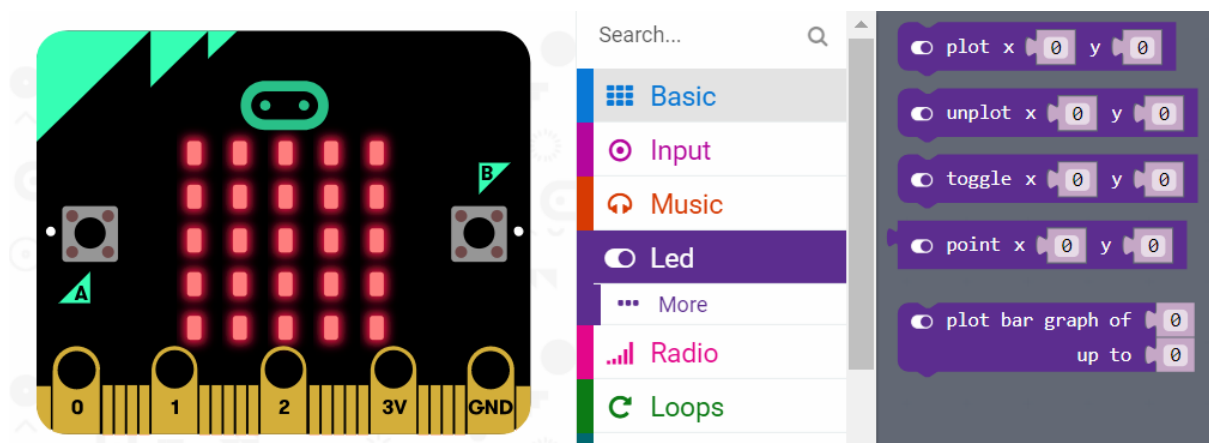 B
A
0 1 2 3V GND
Search...
Basic
Input
Music
Led
More
Radio
Loops
plot x 0 y 0
unplot x 0 y 0
toggle x 0 y 0
point x 0 y 0
plot bar graph of 0
up to 0